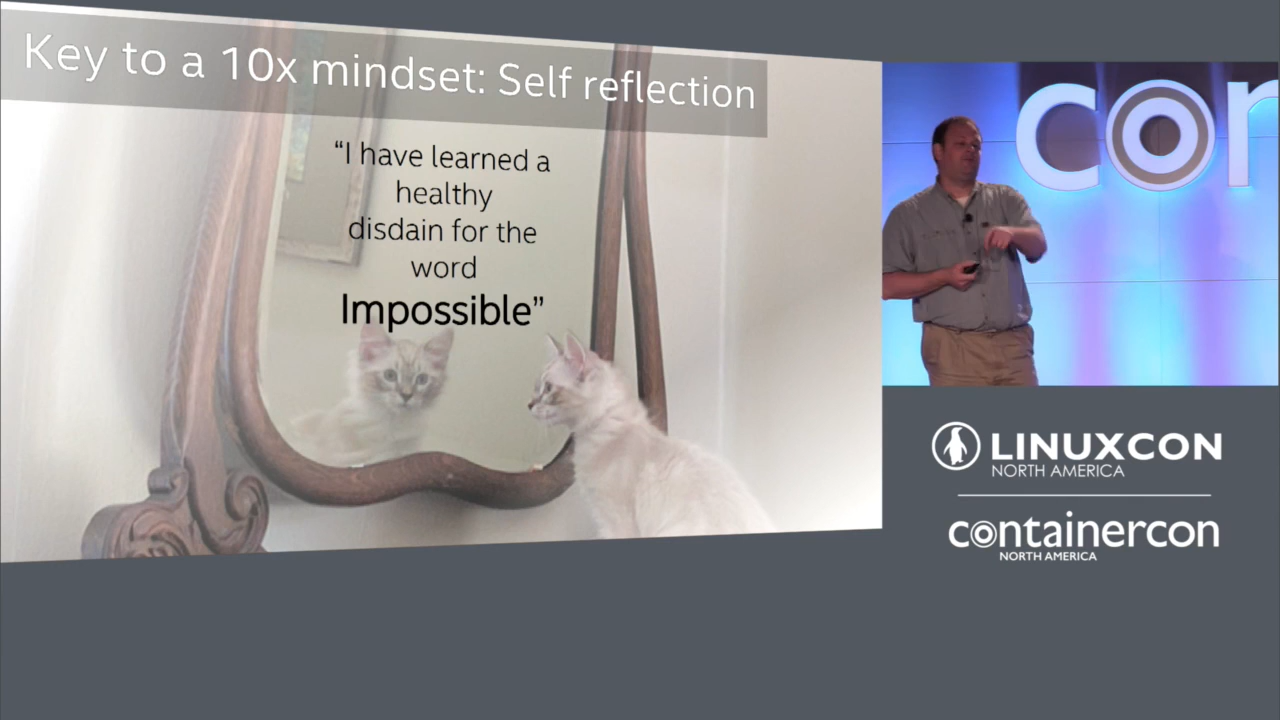 Key to a 10x mindset: Self reflection
“I have learned a
healthy
disdain for the
word
Impossible”
con
LINUXCON
NORTH AMERICA
containercon
NORTH AMERICA